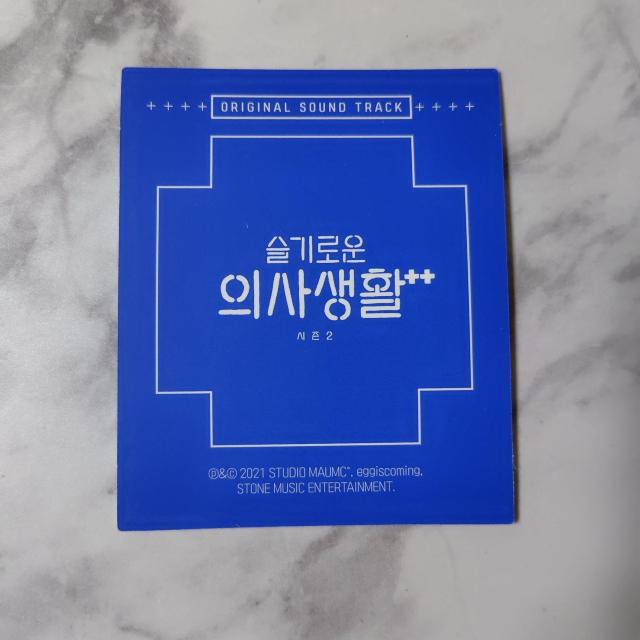 ++++ ORIGINAL SOUND TRACK ++++
슬기로운
의사생활++
시즌 2
℗&© 2021 STUDIO MAUMC", eggiscoming,
STONE MUSIC ENTERTAINMENT.